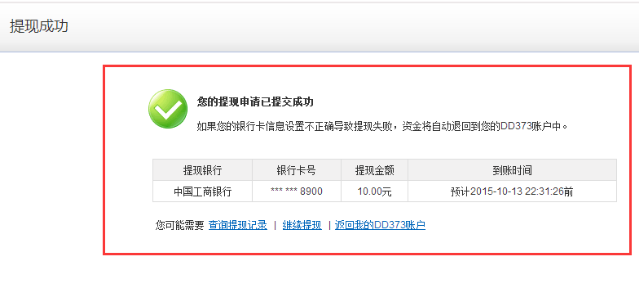 提现成功
您的提现申请已提交成功
如果您的银行卡信息设置不正确导致提现失败，资金将自动退回到您的DD373账户中。
提现银行 银行卡号 提现金额 到账时间
中国工商银行 *** *** 8900 10.00元 预计2015-10-13 22:31:26前
您可能需要 查询提现记录 | 继续提现 | 返回我的DD373账户